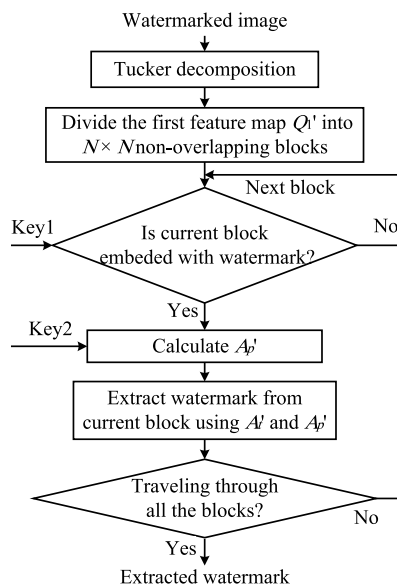 Watermarked image
Tucker decomposition
Divide the first feature map Q₁' into
N × N non-overlapping blocks
Next block
Key1
Is current block
embeded with watermark?
No
Yes
Key2
Calculate Aₚ'
Extract watermark from
current block using Aᵢ' and Aₚ'
Traveling through
all the blocks?
No
Yes
Extracted watermark